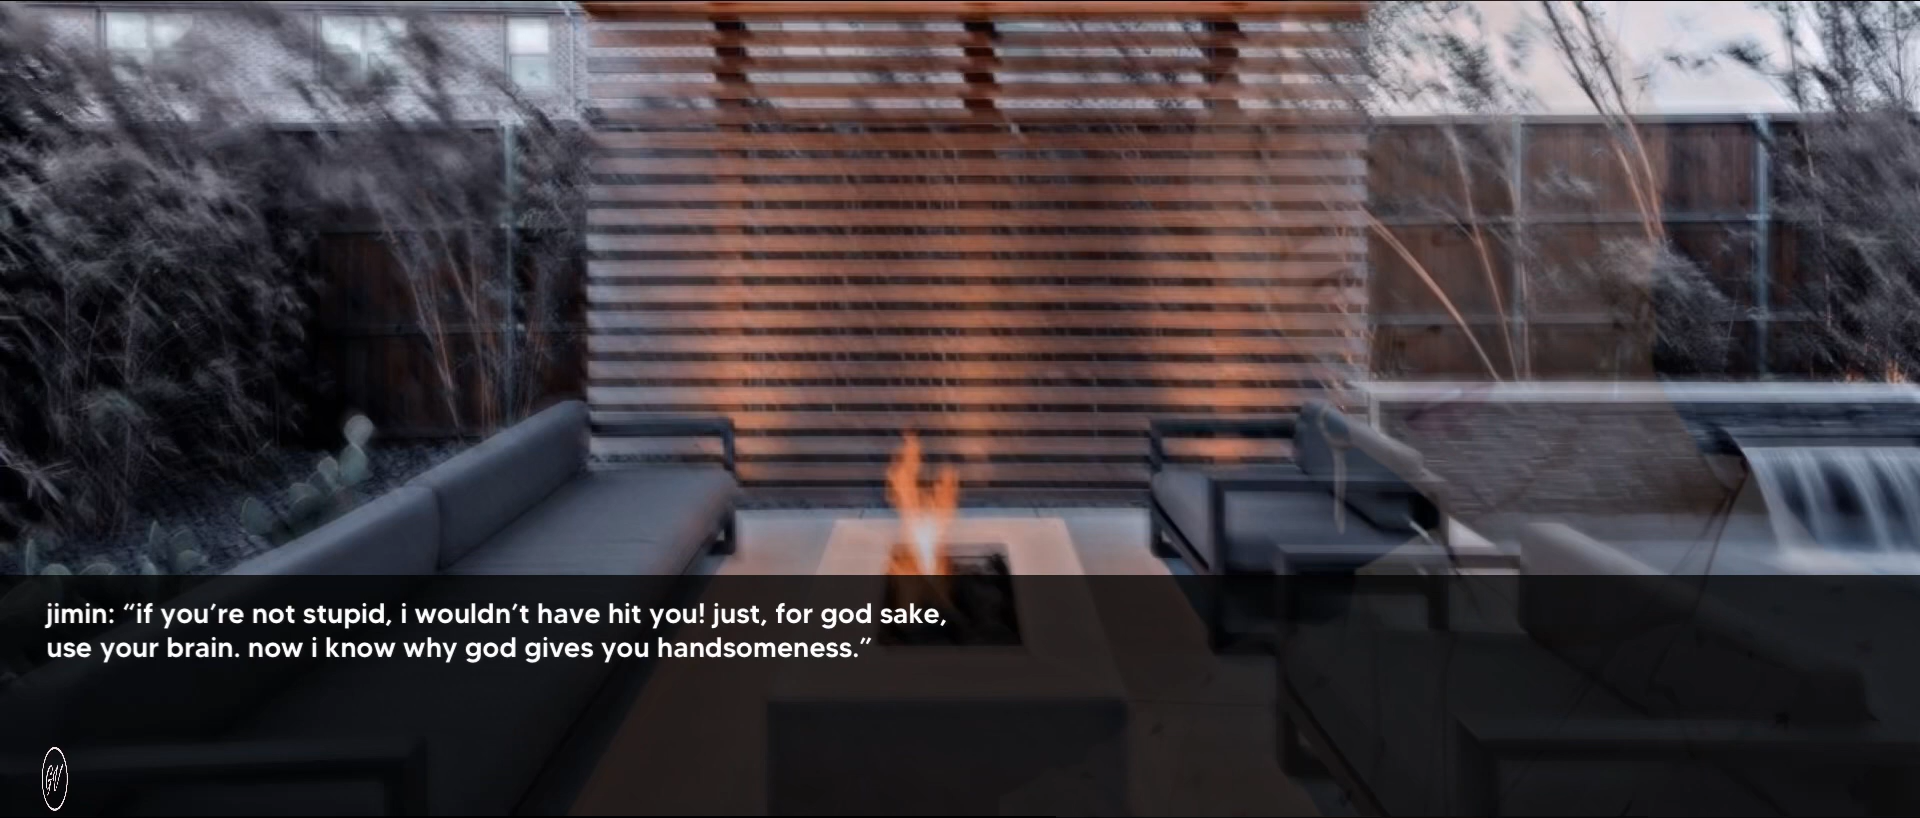 jimin: “if you’re not stupid, i wouldn’t have hit you! just, for god sake,
use your brain. now i know why god gives you handsomeness.”
GN